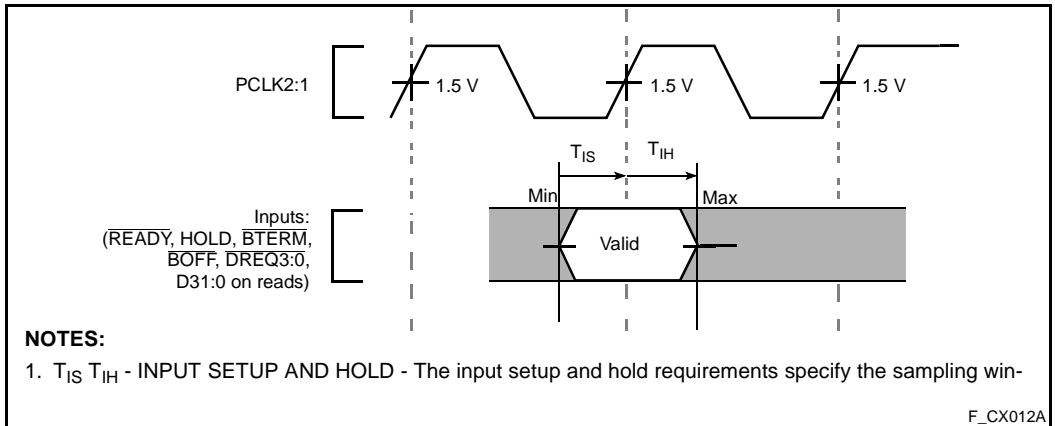 PCLK2:1
1.5 V
1.5 V
1.5 V
TIS
TIH
Min
Max
Inputs:
(READY, HOLD, BTERM,
BOFF, DREQ3:0,
D31:0 on reads)
Valid
NOTES:
1. TIS TIH - INPUT SETUP AND HOLD - The input setup and hold requirements specify the sampling win-
F_CX012A